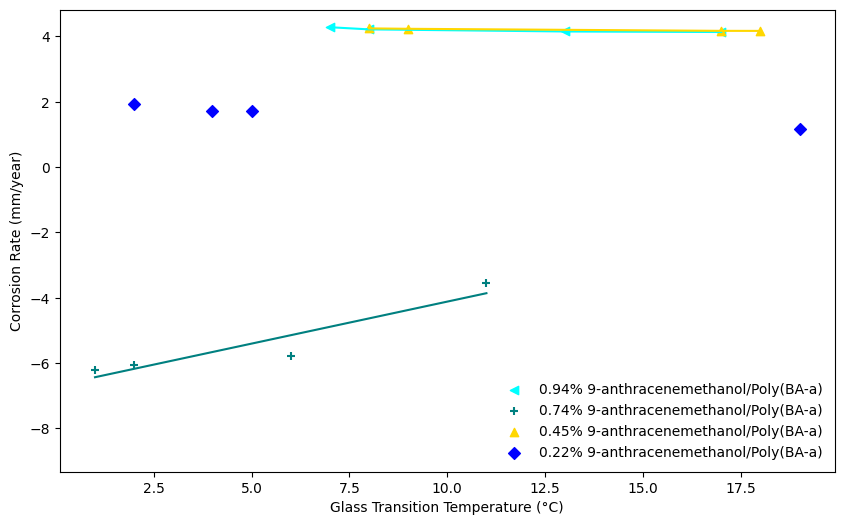 4
2
0
−2
−4
−6
−8
Corrosion Rate (mm/year)
0.94% 9-anthracenemethanol/Poly(BA-a)
0.74% 9-anthracenemethanol/Poly(BA-a)
0.45% 9-anthracenemethanol/Poly(BA-a)
0.22% 9-anthracenemethanol/Poly(BA-a)
2.5 5.0 7.5 10.0 12.5 15.0 17.5
Glass Transition Temperature (°C)